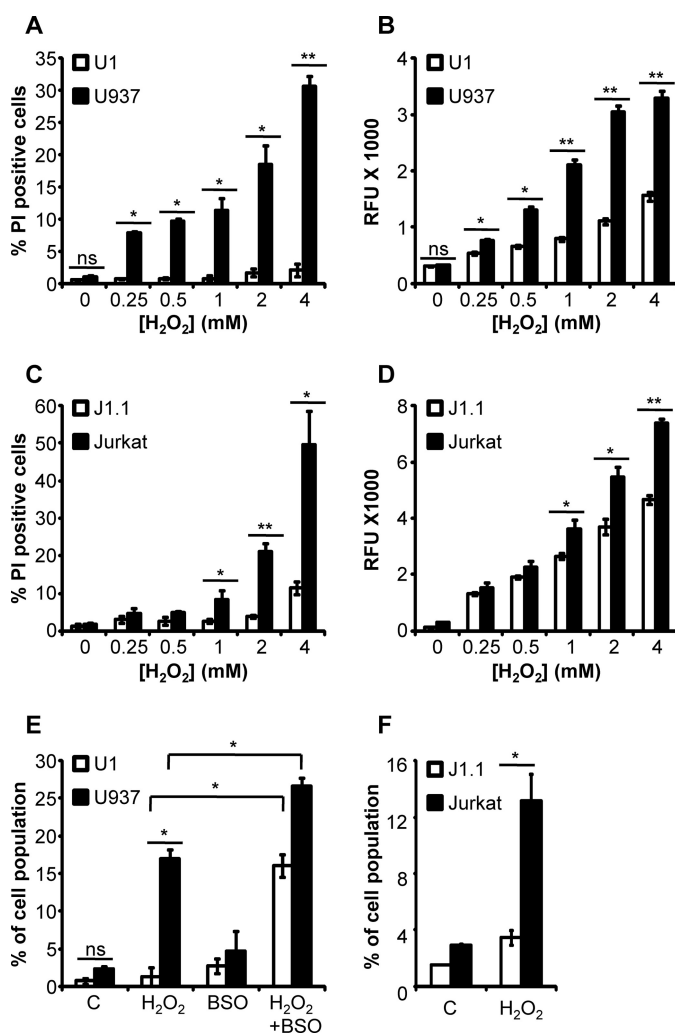 A
U1
U937
% PI positive cells
35
30
25
20
15
10
5
0
ns
*
*
*
*
**
0 0.25 0.5 1 2 4
[H₂O₂] (mM)
B
U1
U937
RFU X 1000
4
3
2
1
0
ns
*
*
**
**
**
0 0.25 0.5 1 2 4
[H₂O₂] (mM)
C
J1.1
Jurkat
% PI positive cells
60
50
40
30
20
10
0
*
**
*
0 0.25 0.5 1 2 4
[H₂O₂] (mM)
D
J1.1
Jurkat
RFU X1000
8
6
4
2
0
*
*
**
0 0.25 0.5 1 2 4
[H₂O₂] (mM)
E
U1
U937
% of cell population
30
25
20
15
10
5
0
ns
*
*
*
C H₂O₂ BSO H₂O₂
+BSO
F
J1.1
Jurkat
% of cell population
16
12
8
4
0
*
C H₂O₂